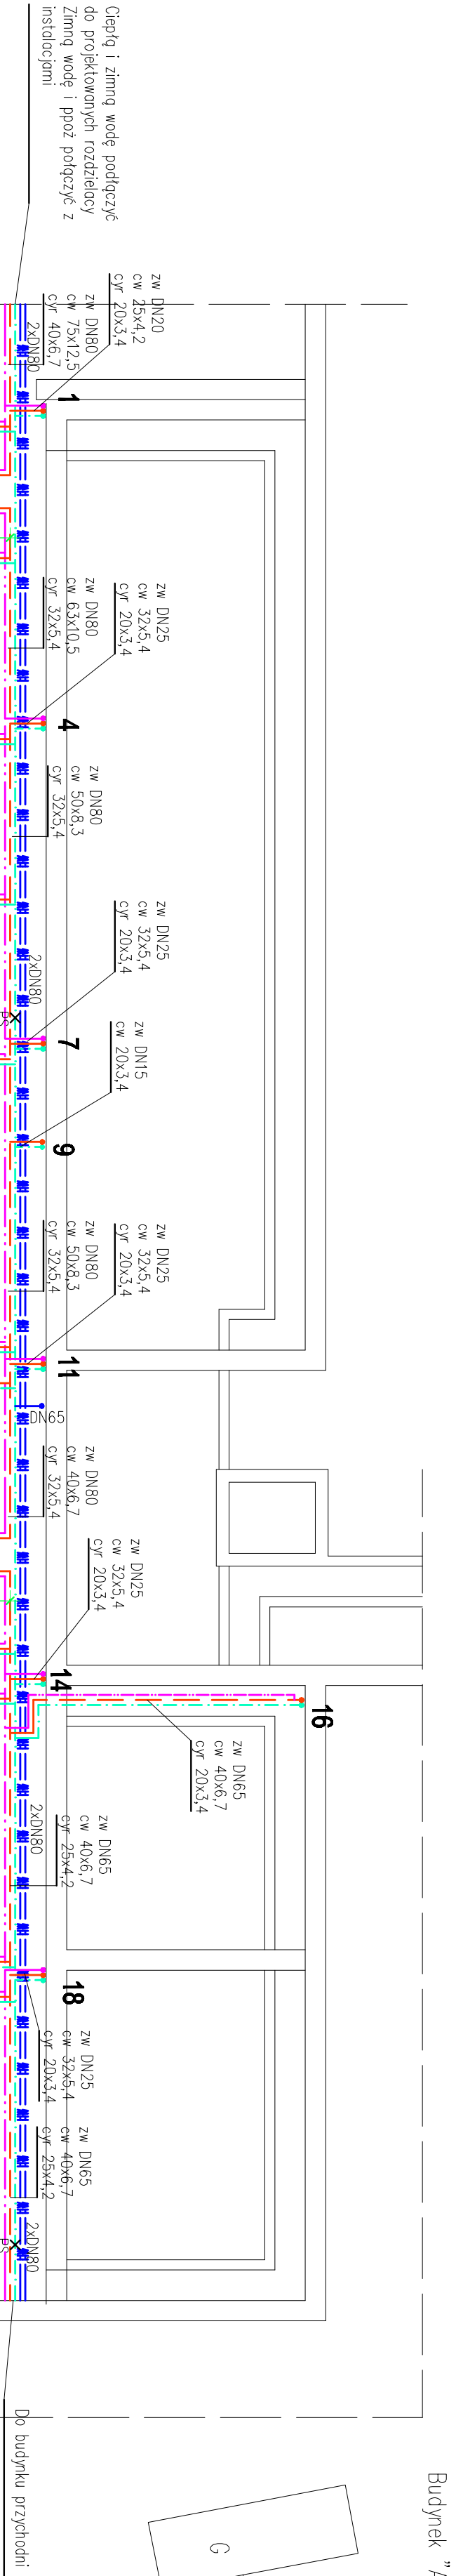 Ciepłą i zimną wodę podłączyć
do projektowanych rozdzielacy
Zimną wodę i ppoż połączyć z
instalacjami
zw DN20
cw 25x4,2
cyr 20x3,4
zw DN80
cw 75x12,5
cyr 40x6,7
2xDN80
1
zw DN25
cw 32x5,4
cyr 20x3,4
zw DN80
cw 63x10,5
cyr 32x5,4
4
zw DN80
cw 50x8,3
cyr 32x5,4
zw DN25
cw 32x5,4
cyr 20x3,4
2xDN80
PS
7
zw DN15
cw 20x3,4
9
zw DN25
cw 32x5,4
cyr 20x3,4
zw DN80
cw 50x8,3
cyr 32x5,4
11
DN65
zw DN80
cw 40x6,7
cyr 32x5,4
zw DN25
cw 32x5,4
cyr 20x3,4
14
16
zw DN65
cw 40x6,7
cyr 20x3,4
zw DN65
cw 40x6,7
cyr 25x4,2
2xDN80
18
zw DN25
cw 32x5,4
cyr 20x3,4
zw DN65
cw 40x6,7
cyr 25x4,2
2xDN80
PS
Do budynku przychodni
Budynek "A
G